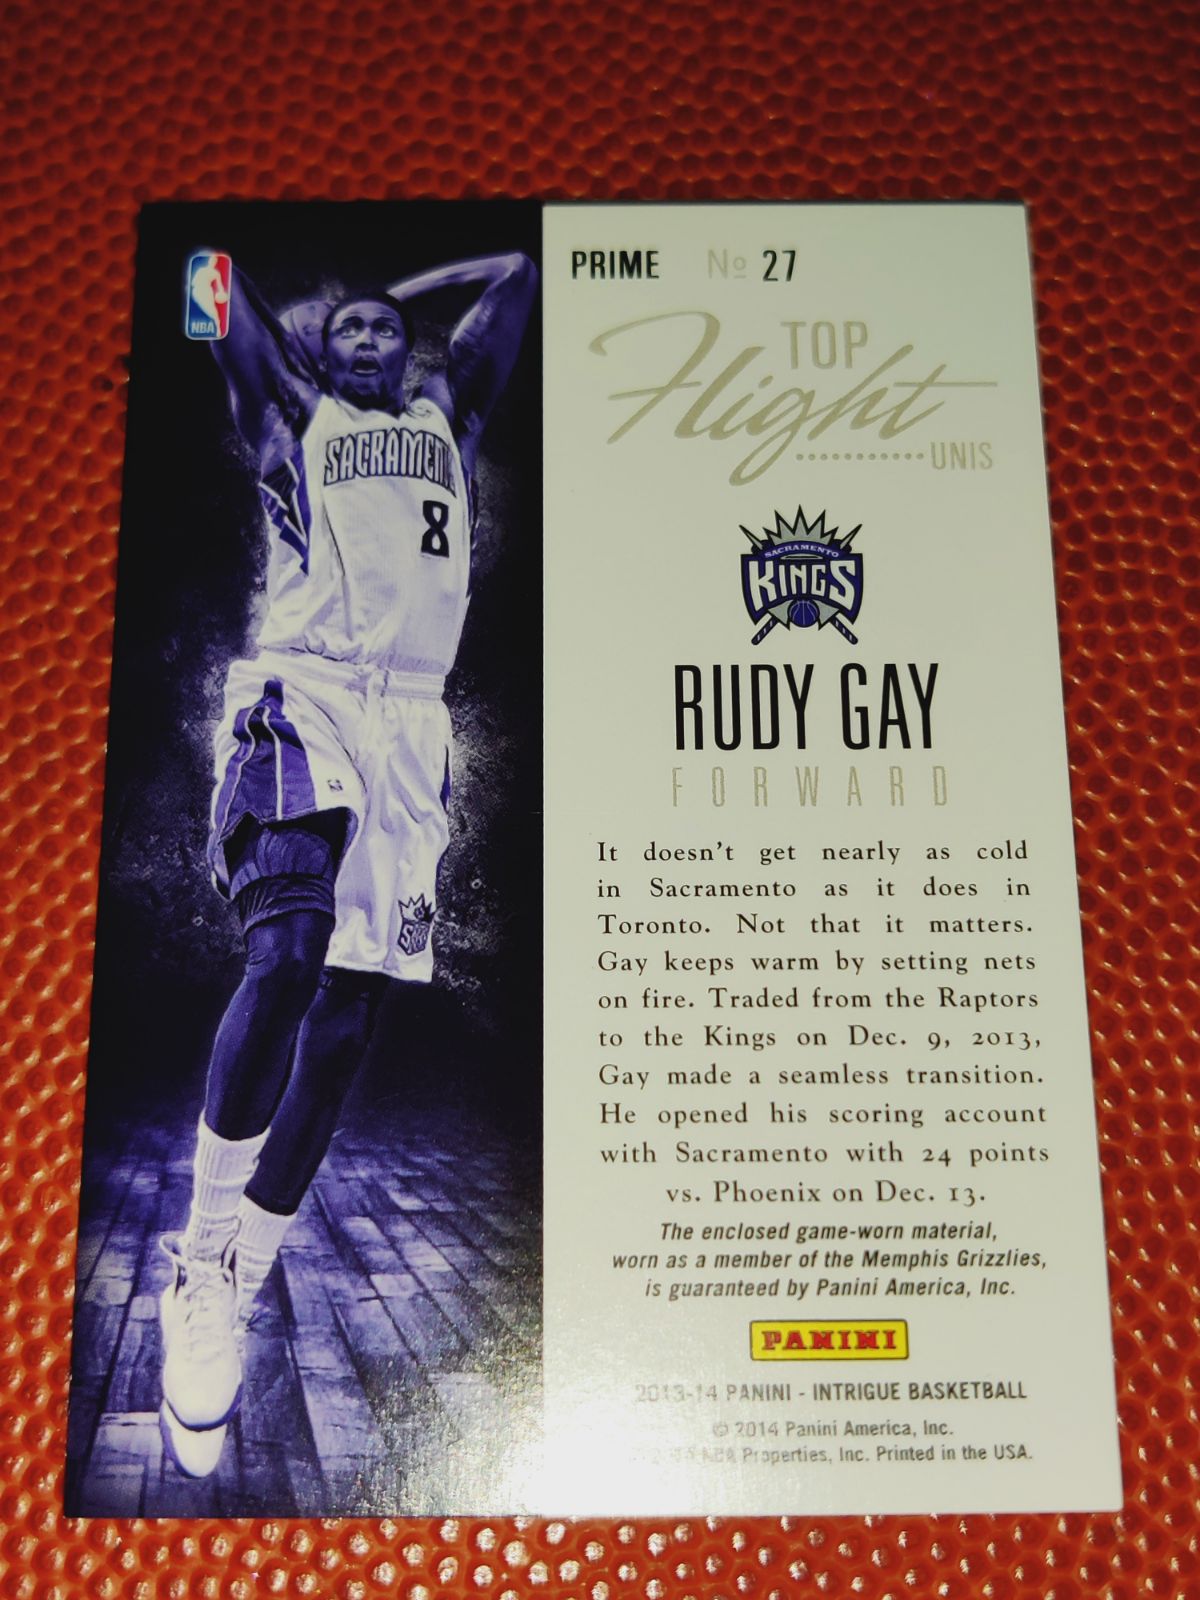 NBA
SACRAMEN
8
PRIME No 27
TOP
Flight
UNIS
SACRAMENTO
KINGS
RUDY GAY
FORWARD
It doesn't get nearly as cold
in Sacramento as it does in
Toronto. Not that it matters.
Gay keeps warm by setting nets
on fire. Traded from the Raptors
to the Kings on Dec. 9, 2013,
Gay made a seamless transition.
He opened his scoring account
with Sacramento with 24 points
vs. Phoenix on Dec. 13.
The enclosed game-worn material,
worn as a member of the Memphis Grizzlies,
is guaranteed by Panini America, Inc.
PANINI
2013-14 PANINI - INTRIGUE BASKETBALL
© 2014 Panini America, Inc.
NBA Properties, Inc. Printed in the USA.